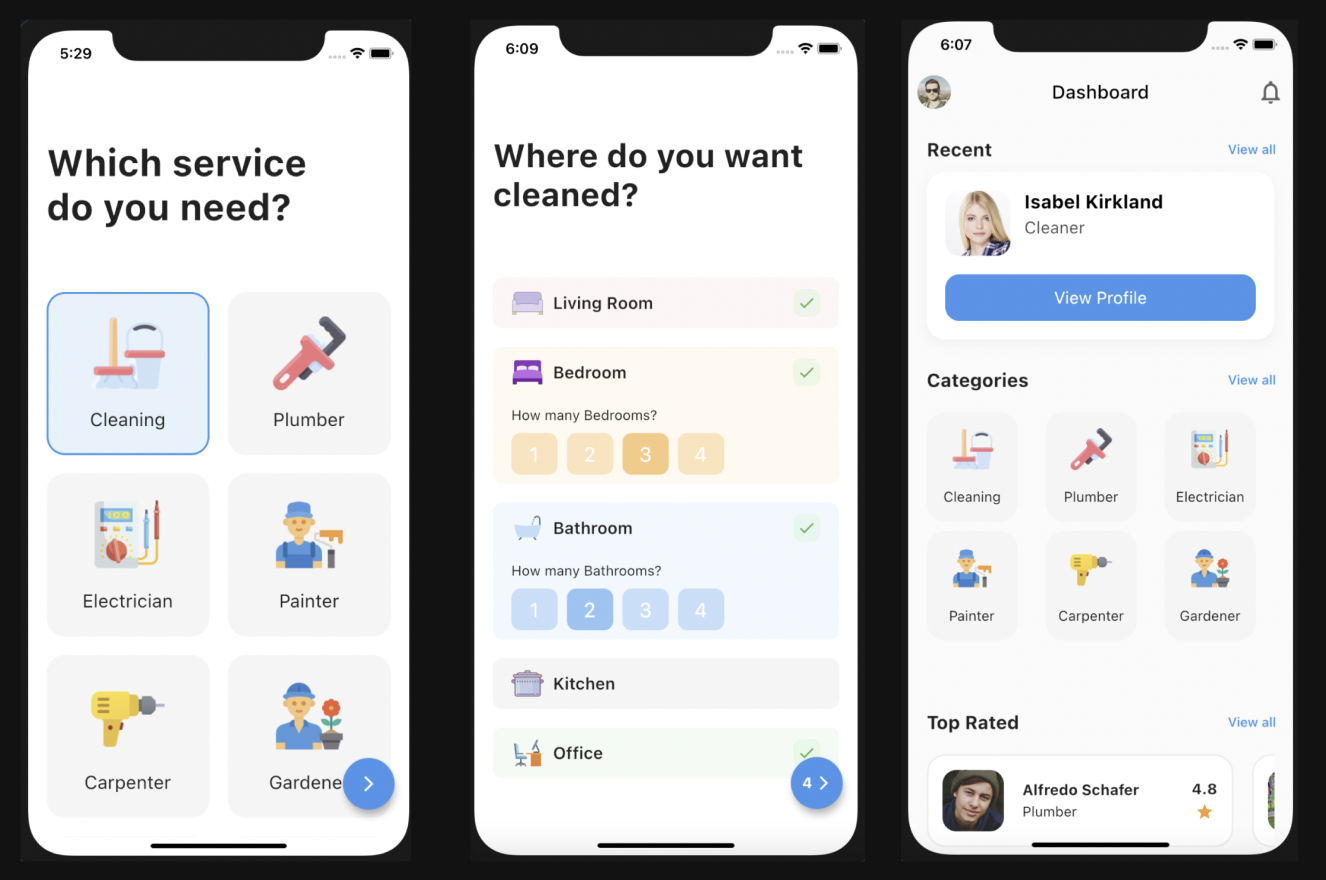 5:29
Which service
do you need?
Cleaning
Plumber
100
Electrician
Painter
Carpenter
Gardene
6:09
Where do you want
cleaned?
Living Room
Bedroom
How many Bedrooms?
1 2 3 4
Bathroom
How many Bathrooms?
1 2 3 4
Kitchen
Office
4
6:07
Dashboard
Recent View all
Isabel Kirkland
Cleaner
View Profile
Categories View all
Cleaning Plumber Electrician
Painter Carpenter Gardener
Top Rated View all
Alfredo Schafer 4.8
Plumber